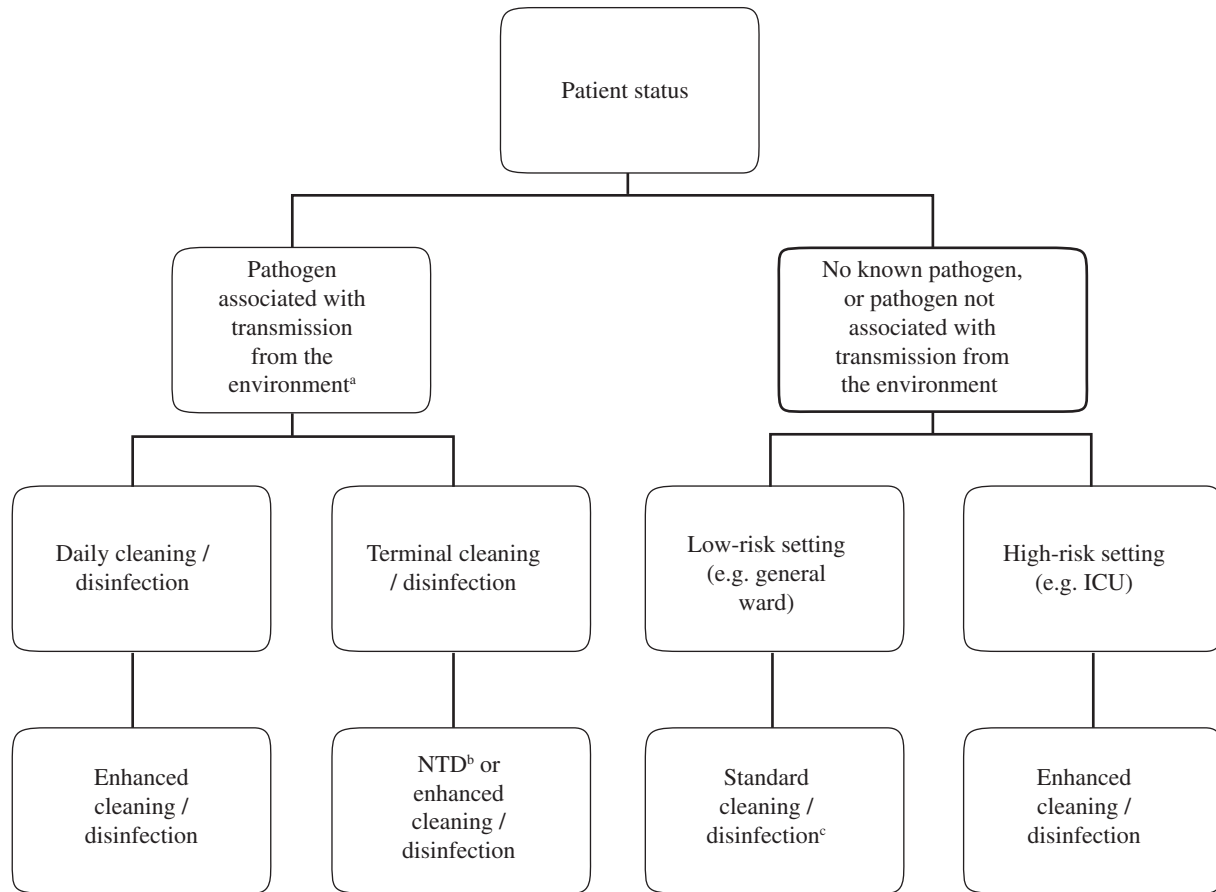 Patient status
Pathogen
associated with
transmission
from the
environmentᵃ
No known pathogen,
or pathogen not
associated with
transmission from
the environment
Daily cleaning /
disinfection
Terminal cleaning
/ disinfection
Low-risk setting
(e.g. general
ward)
High-risk setting
(e.g. ICU)
Enhanced
cleaning /
disinfection
NTDᵇ or
enhanced
cleaning /
disinfection
Standard
cleaning /
disinfectionᶜ
Enhanced
cleaning /
disinfection